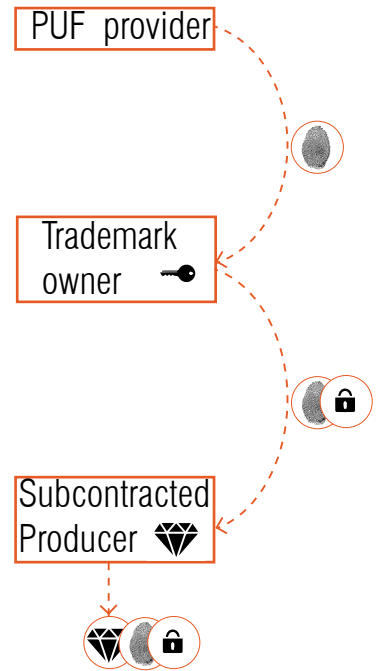 PUF provider
Trademark
owner
Subcontracted
Producer